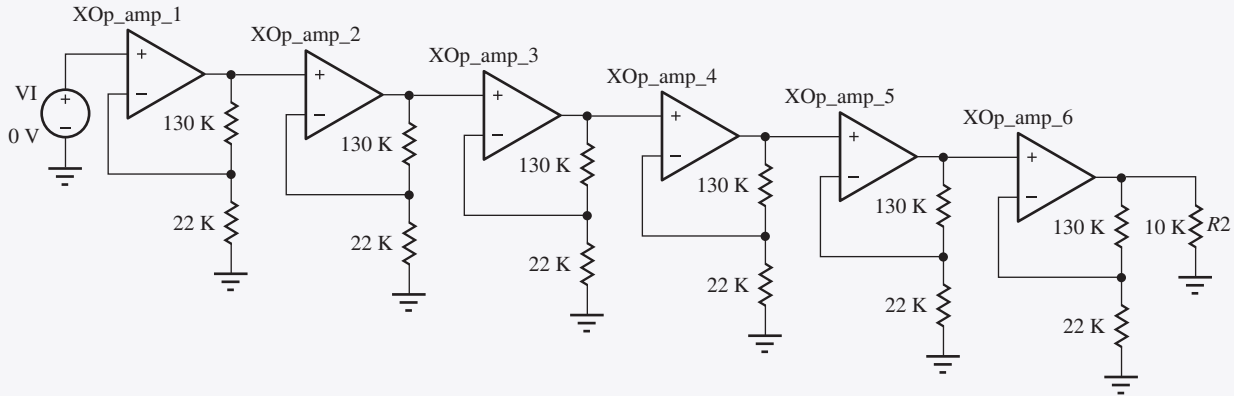 XOp_amp_1
XOp_amp_2
XOp_amp_3
XOp_amp_4
XOp_amp_5
XOp_amp_6
+
−
+
−
+
−
+
−
+
−
+
−
VI
+
−
0 V
130 K
22 K
130 K
22 K
130 K
22 K
130 K
22 K
130 K
22 K
130 K
22 K
10 K R2